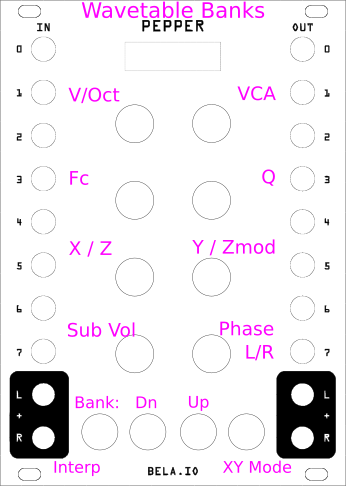 Wavetable Banks
IN PEPPER OUT
0 0
1 V/Oct VCA 1
2 2
3 Fc Q 3
4 4
X / Z Y / Zmod
5 5
6 6
Sub Vol Phase
7 L/R 7
L L
+ +
R R
Bank: Dn Up
Interp BELA.IO XY Mode